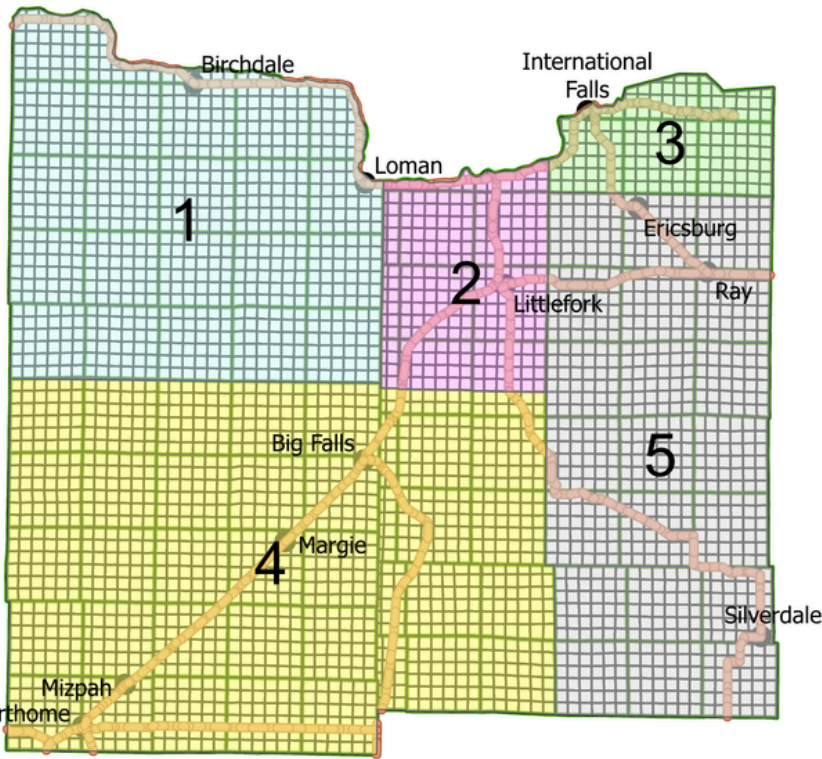 Birchdale
International
Falls
3
Loman
1
Ericsburg
2
Ray
Littlefork
Big Falls
5
Margie
4
Silverdale
Mizpah
rthome